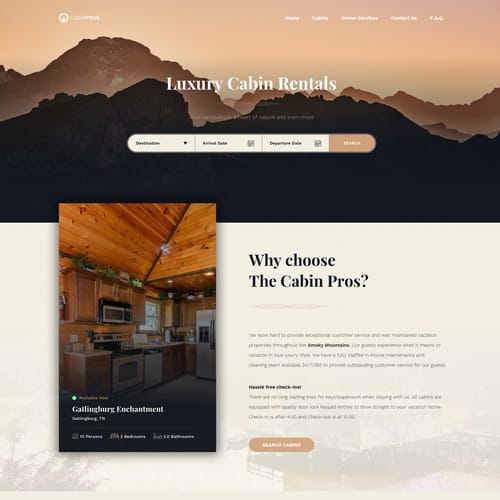 CABINPROS
Home Cabins Owner Services Contact Us F.A.Q.
Luxury Cabin Rentals
in a heart of nature and even more
Destination Arrival Date Departure Date SEARCH
Why choose
The Cabin Pros?
We work hard to provide exceptional customer service and well maintained vacation
properties throughout the Smoky Mountains. Our guests experience what it means to
vacation in true luxury style. We have a fully staffed in-house maintenance and
cleaning team available 24/7/365 to provide outstanding customer service for our guests
Hassle free check-ins!
There are no long waiting lines for keys/paperwork when staying with us. All cabins are
equipped with quality door lock keypad entries to drive straight to your vacation home.
Check-in is after 4:00 and Check-out is at 10:00.
SEARCH CABINS
Available Now
Gatlingburg Enchantment
Gatlinburg, TN
10 Persons 3 Bedrooms 3.0 Bathrooms